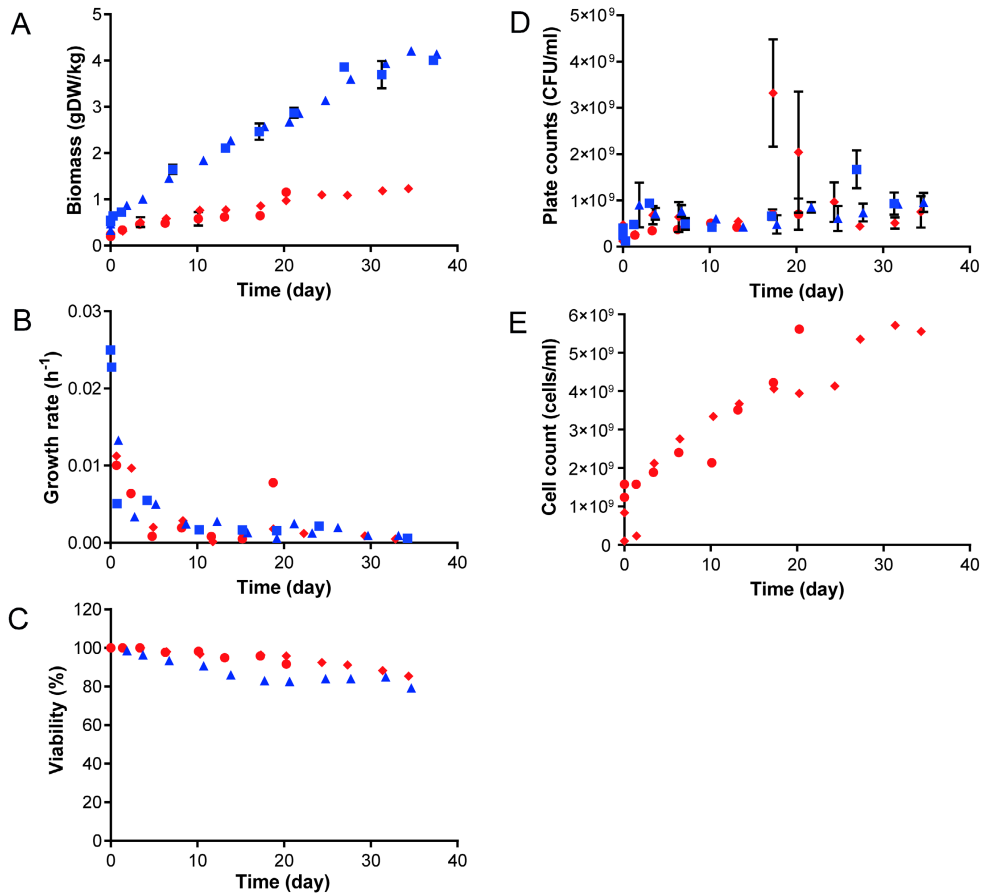 A
Biomass (gDW/kg)
5
4
3
2
1
0
0 10 20 30 40
Time (day)
B
Growth rate (h⁻¹)
0.03
0.02
0.01
0.00
0 10 20 30 40
Time (day)
C
Viability (%)
120
100
80
60
40
20
0
0 10 20 30 40
Time (day)
D
Plate counts (CFU/ml)
5×10⁹
4×10⁹
3×10⁹
2×10⁹
1×10⁹
0
0 10 20 30 40
Time (day)
E
Cell count (cells/ml)
6×10⁹
5×10⁹
4×10⁹
3×10⁹
2×10⁹
1×10⁹
0
0 10 20 30 40
Time (day)